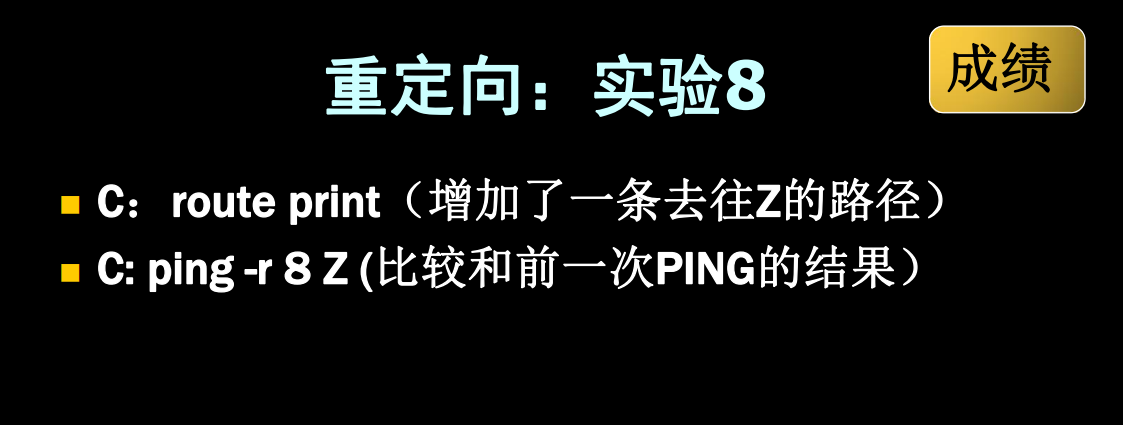 重定向：实验8
成绩
C： route print（增加了一条去往Z的路径）
C: ping -r 8 Z (比较和前一次PING的结果）